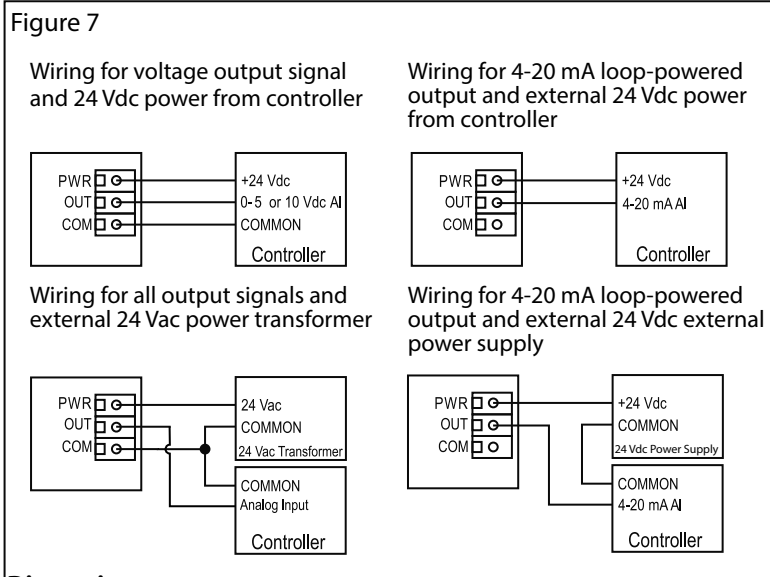 Figure 7
Wiring for voltage output signal
and 24 Vdc power from controller
PWR
OUT
COM
+24 Vdc
0-5 or 10 Vdc AI
COMMON
Controller
Wiring for 4-20 mA loop-powered
output and external 24 Vdc power
from controller
PWR
OUT
COM
+24 Vdc
4-20 mA AI
Controller
Wiring for all output signals and
external 24 Vac power transformer
PWR
OUT
COM
24 Vac
COMMON
24 Vac Transformer
COMMON
Analog Input
Controller
Wiring for 4-20 mA loop-powered
output and external 24 Vdc external
power supply
PWR
OUT
COM
+24 Vdc
COMMON
24 Vdc Power Supply
COMMON
4-20 mA AI
Controller